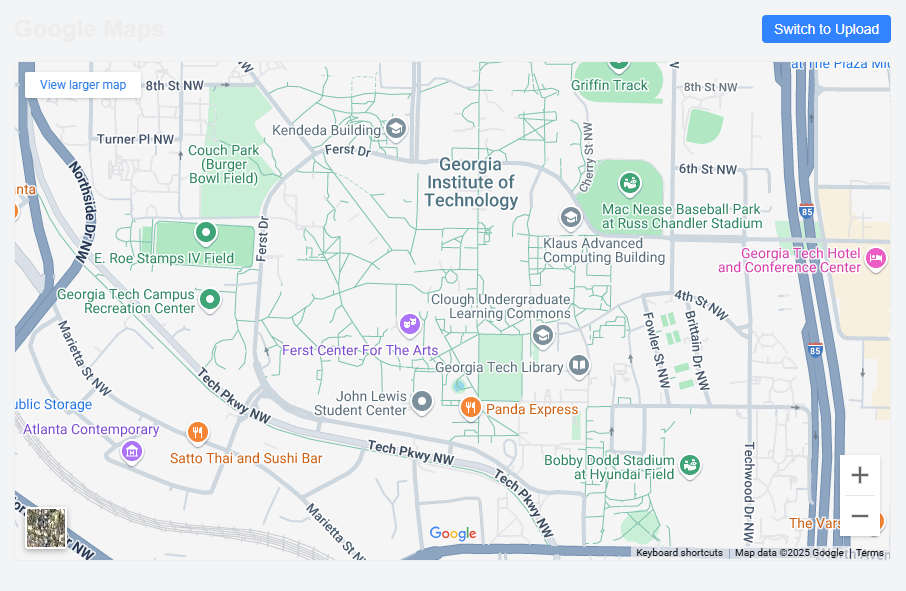 Google Maps
Switch to Upload
View larger map
8th St NW
Griffin Track
8th St NW
at The Plaza
Turner Pl NW
Kendeda Building
Ferst Dr
Couch Park
(Burger
Bowl Field)
Georgia
Institute of
Technology
Cherry St NW
6th St NW
Northside Dr NW
Mac Nease Baseball Park
at Russ Chandler Stadium
85
Ferst Dr
E. Roe Stamps IV Field
Klaus Advanced
Computing Building
Georgia Tech Hotel
and Conference Center
Georgia Tech Campus
Recreation Center
Clough Undergraduate
Learning Commons
4th St NW
Fowler St NW
Brittain Dr NW
Marietta St NW
Ferst Center For The Arts
85
Georgia Tech Library
Tech Pkwy NW
John Lewis
Student Center
Panda Express
ublic Storage
Atlanta Contemporary
Satto Thai and Sushi Bar
Tech Pkwy NW
Bobby Dodd Stadium
at Hyundai Field
Tech Pkwy NW
Techwood Dr NW
Marietta St N
The Vars
Google
Keyboard shortcuts
Map data ©2025 Google
Terms